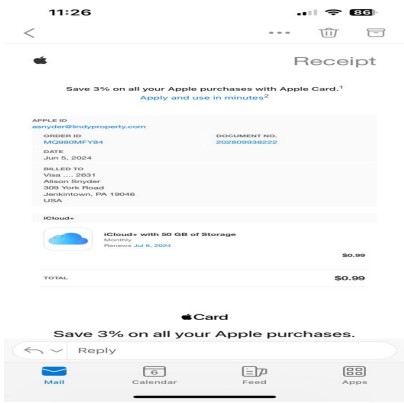 11:26
86
Receipt
Save 3% on all your Apple purchases with Apple Card.1
Apply and use in minutes2
APPLE ID
asnyder@lindyproperty.com
ORDER ID
MQ980MFY84
DOCUMENT NO.
202809938222
DATE
Jun 5, 2024
BILLED TO
Visa .... 2631
Alison Snyder
309 York Road
Jenkintown, PA 19046
USA
iCloud+
iCloud+ with 50 GB of Storage
Monthly
Renews Jul 5, 2024
$0.99
TOTAL
$0.99
Card
Save 3% on all your Apple purchases.
Reply
6
Mail
Calendar
Feed
Apps